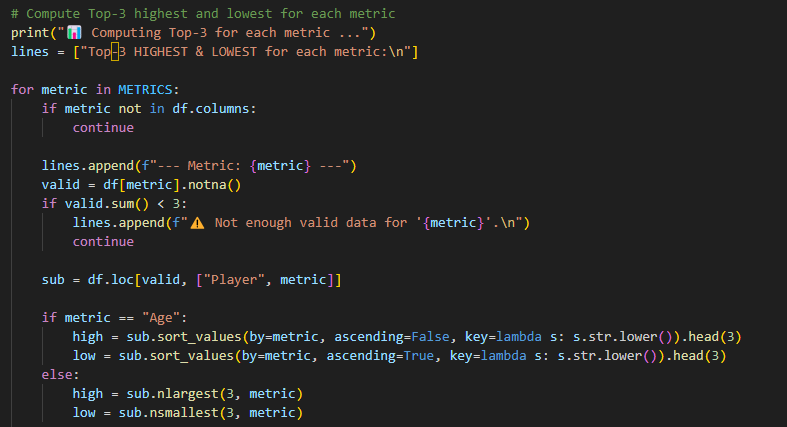 # Compute Top-3 highest and lowest for each metric
print("📊 Computing Top-3 for each metric ...")
lines = ["Top‑3 HIGHEST & LOWEST for each metric:\n"]
for metric in METRICS:
    if metric not in df.columns:
        continue
    lines.append(f"--- Metric: {metric} ---")
    valid = df[metric].notna()
    if valid.sum() < 3:
        lines.append(f"⚠️ Not enough valid data for '{metric}'.\n")
        continue
    sub = df.loc[valid, ["Player", metric]]
    if metric == "Age":
        high = sub.sort_values(by=metric, ascending=False, key=lambda s: s.str.lower()).head(3)
        low = sub.sort_values(by=metric, ascending=True, key=lambda s: s.str.lower()).head(3)
    else:
        high = sub.nlargest(3, metric)
        low = sub.nsmallest(3, metric)